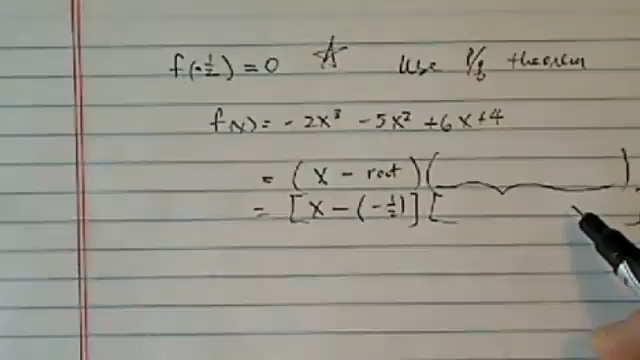 f(-1/2) = 0 ☆ Use P/q theorem
f(x) = -2x³ -5x² +6x+4
= (x - root)(       )
= [x-(-1/2)][